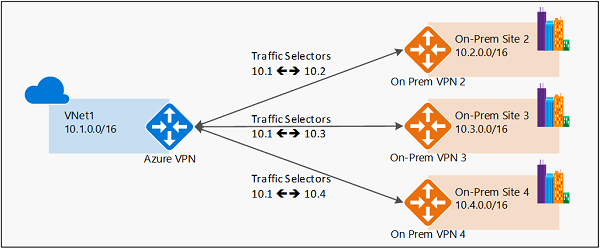 VNet1
10.1.0.0/16
Azure VPN
Traffic Selectors
10.1 ⬅➔ 10.2
Traffic Selectors
10.1 ⬅➔ 10.3
Traffic Selectors
10.1 ⬅➔ 10.4
On-Prem Site 2
10.2.0.0/16
On Prem VPN 2
On-Prem Site 3
10.3.0.0/16
On-Prem VPN 3
On-Prem Site 4
10.4.0.0/16
On Prem VPN 4